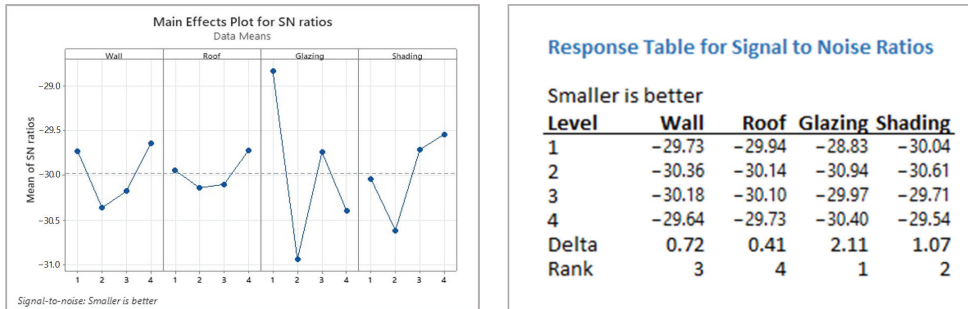 Main Effects Plot for SN ratios
Data Means
Wall Roof Glazing Shading
Mean of SN ratios
−29.0
−29.5
−30.0
−30.5
−31.0
1 2 3 4 1 2 3 4 1 2 3 4 1 2 3 4
Signal-to-noise: Smaller is better
Response Table for Signal to Noise Ratios
Smaller is better
Level Wall Roof Glazing Shading
1 −29.73 −29.94 −28.83 −30.04
2 −30.36 −30.14 −30.94 −30.61
3 −30.18 −30.10 −29.97 −29.71
4 −29.64 −29.73 −30.40 −29.54
Delta 0.72 0.41 2.11 1.07
Rank 3 4 1 2